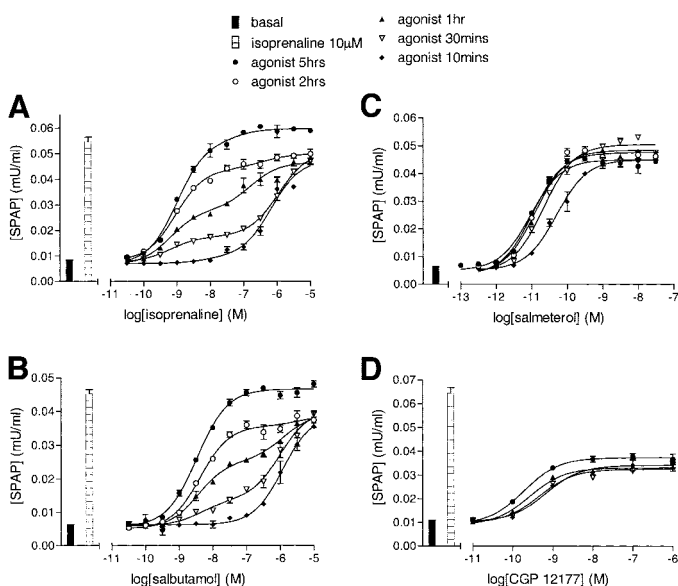 basal
isoprenaline 10µM
agonist 5hrs
agonist 2hrs
agonist 1hr
agonist 30mins
agonist 10mins
A
[SPAP] (mU/ml)
0.06
0.05
0.04
0.03
0.02
0.01
0.00
-11 -10 -9 -8 -7 -6 -5
log[isoprenaline] (M)
C
[SPAP] (mU/ml)
0.06
0.05
0.04
0.03
0.02
0.01
0.00
-13 -12 -11 -10 -9 -8 -7
log[salmeterol] (M)
B
[SPAP] (mU/ml)
0.05
0.04
0.03
0.02
0.01
0.00
-11 -10 -9 -8 -7 -6 -5
log[salbutamol] (M)
D
[SPAP] (mU/ml)
0.07
0.06
0.05
0.04
0.03
0.02
0.01
0.00
-11 -10 -9 -8 -7 -6
log[CGP 12177] (M)